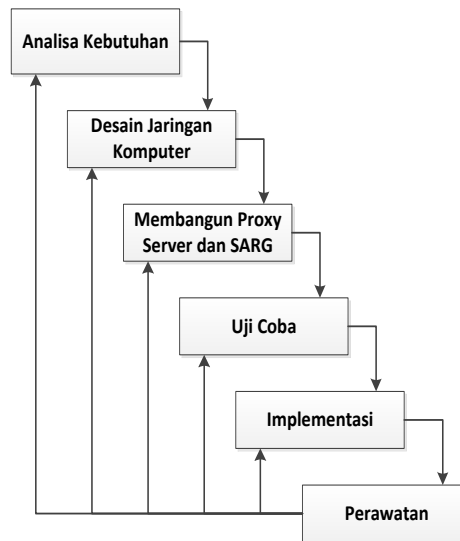 Analisa Kebutuhan
Desain Jaringan
Komputer
Membangun Proxy
Server dan SARG
Uji Coba
Implementasi
Perawatan